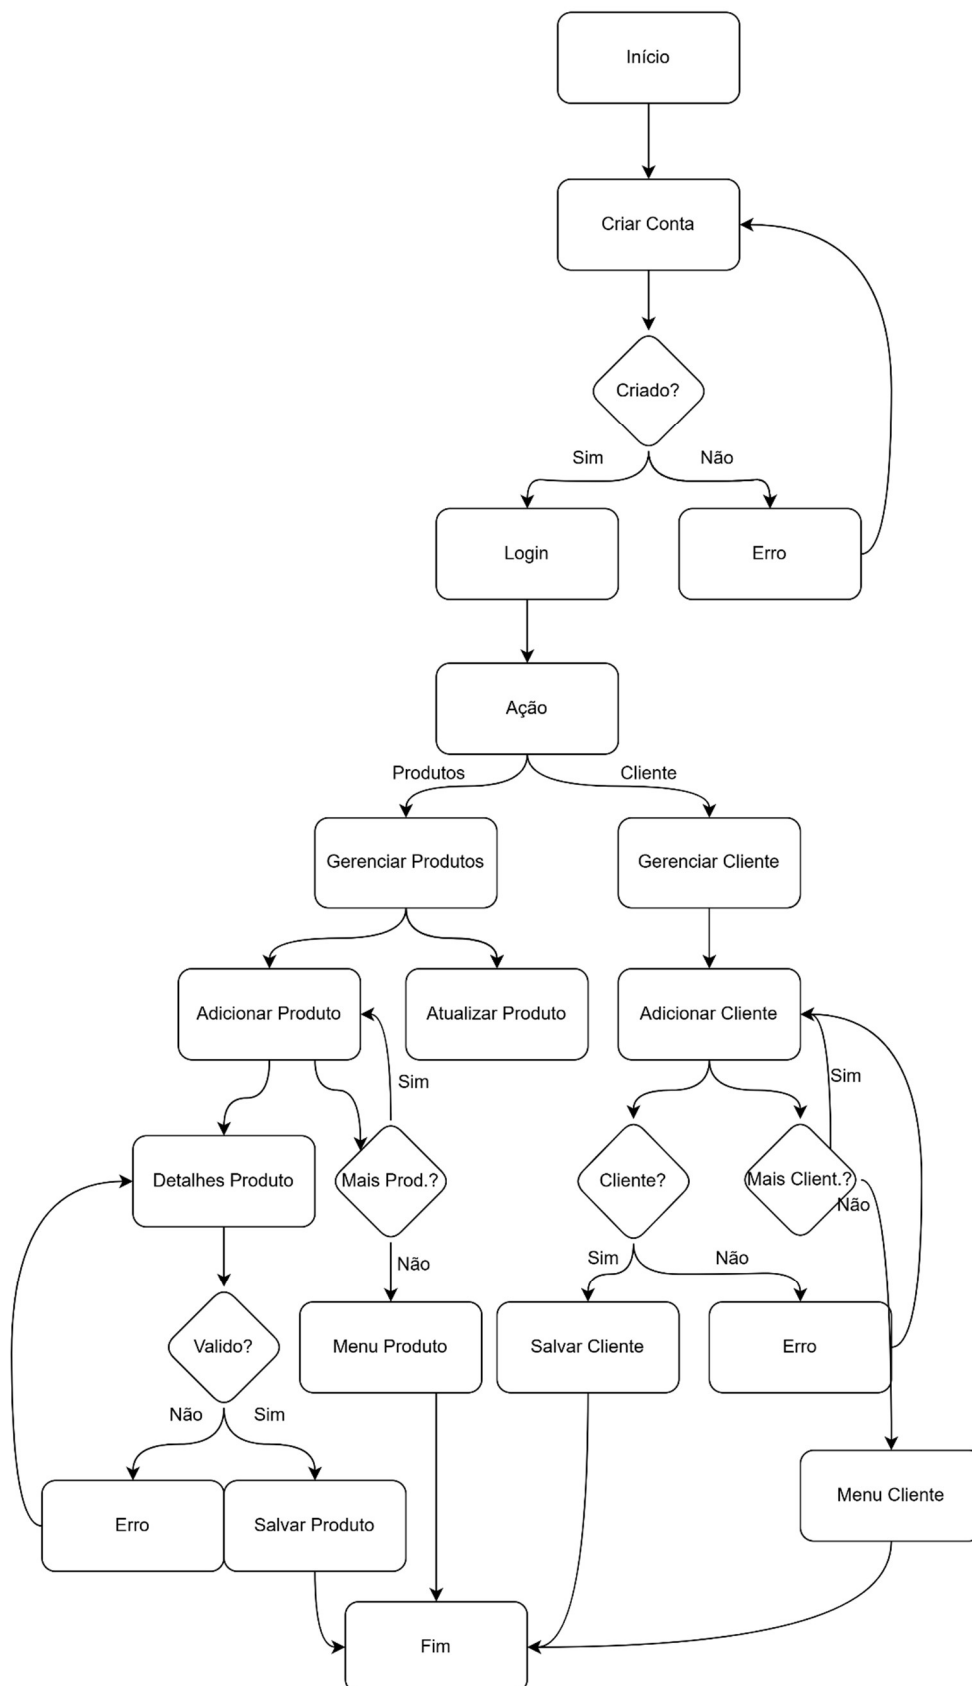 Início
Criar Conta
Criado?
Sim
Não
Login
Erro
Ação
Produtos
Cliente
Gerenciar Produtos
Gerenciar Cliente
Adicionar Produto
Atualizar Produto
Adicionar Cliente
Sim
Sim
Detalhes Produto
Mais Prod.?
Cliente?
Mais Client.?
Não
Não
Sim
Não
Valido?
Menu Produto
Salvar Cliente
Erro
Não
Sim
Menu Cliente
Erro
Salvar Produto
Fim